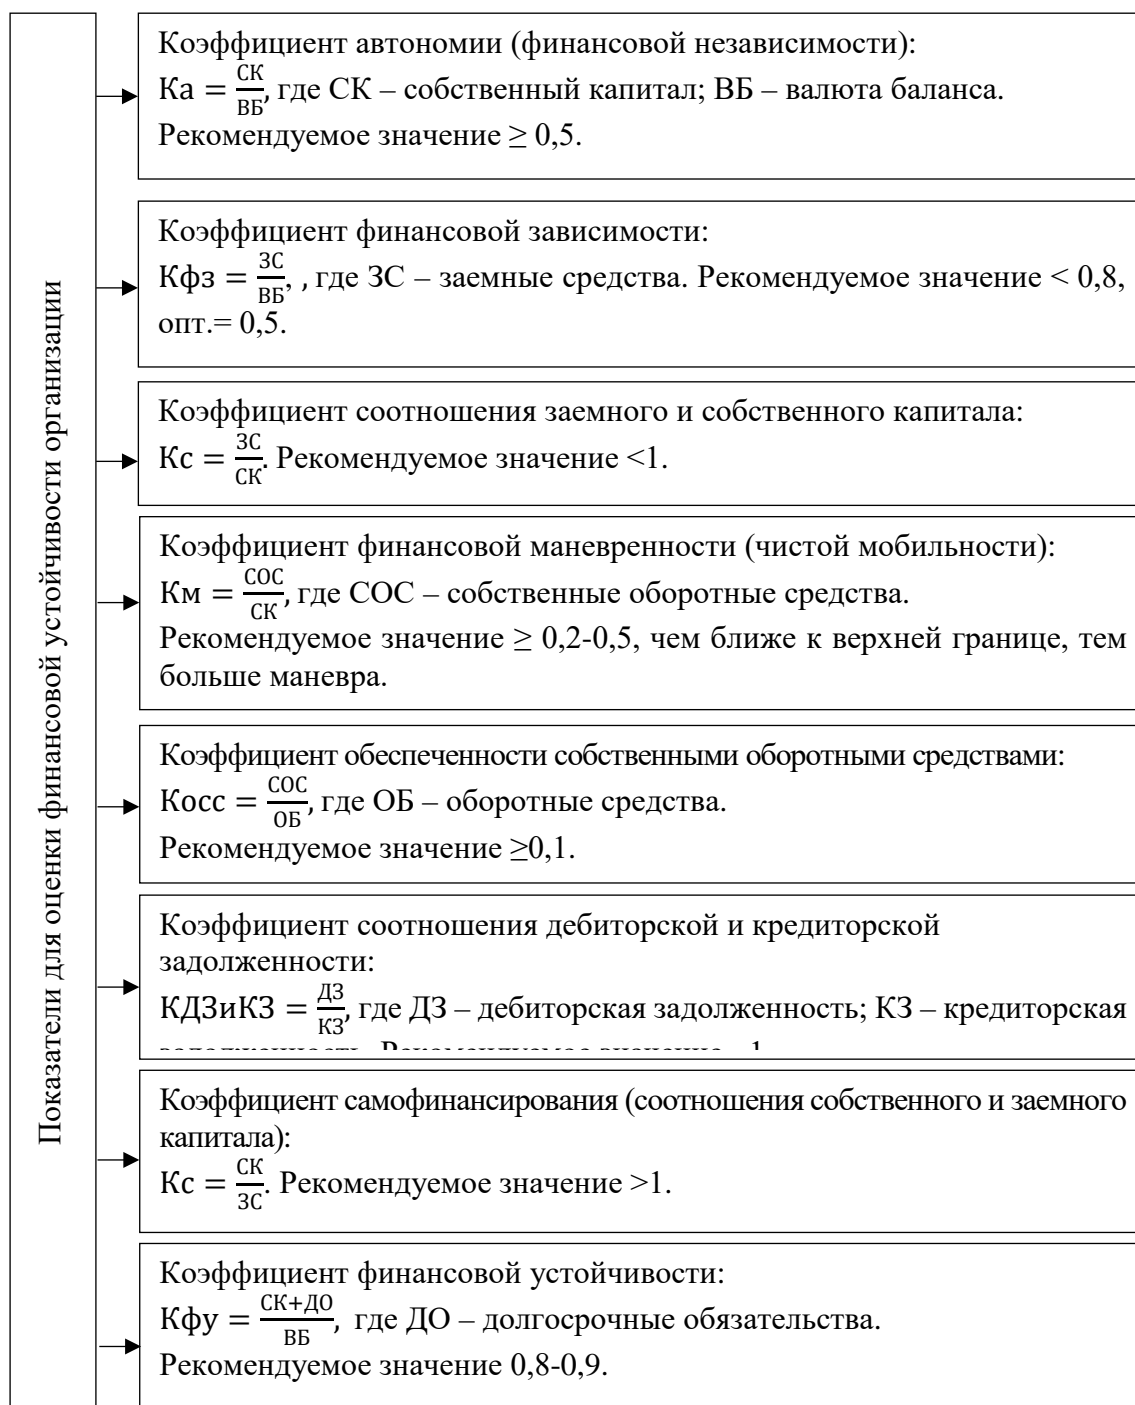 Показатели для оценки финансовой устойчивости организации
Коэффициент автономии (финансовой независимости):
Ка = СК/ВБ, где СК – собственный капитал; ВБ – валюта баланса.
Рекомендуемое значение ≥ 0,5.
Коэффициент финансовой зависимости:
Кфз = ЗС/ВБ, , где ЗС – заемные средства. Рекомендуемое значение < 0,8,
опт.= 0,5.
Коэффициент соотношения заемного и собственного капитала:
Кс = ЗС/СК. Рекомендуемое значение <1.
Коэффициент финансовой маневренности (чистой мобильности):
Км = СОС/СК, где СОС – собственные оборотные средства.
Рекомендуемое значение ≥ 0,2-0,5, чем ближе к верхней границе, тем
больше маневра.
Коэффициент обеспеченности собственными оборотными средствами:
Косс = СОС/ОБ, где ОБ – оборотные средства.
Рекомендуемое значение ≥0,1.
Коэффициент соотношения дебиторской и кредиторской
задолженности:
КДЗиКЗ = ДЗ/КЗ, где ДЗ – дебиторская задолженность; КЗ – кредиторская
Коэффициент самофинансирования (соотношения собственного и заемного
капитала):
Кс = СК/ЗС. Рекомендуемое значение >1.
Коэффициент финансовой устойчивости:
Кфу = СК+ДО/ВБ, где ДО – долгосрочные обязательства.
Рекомендуемое значение 0,8-0,9.